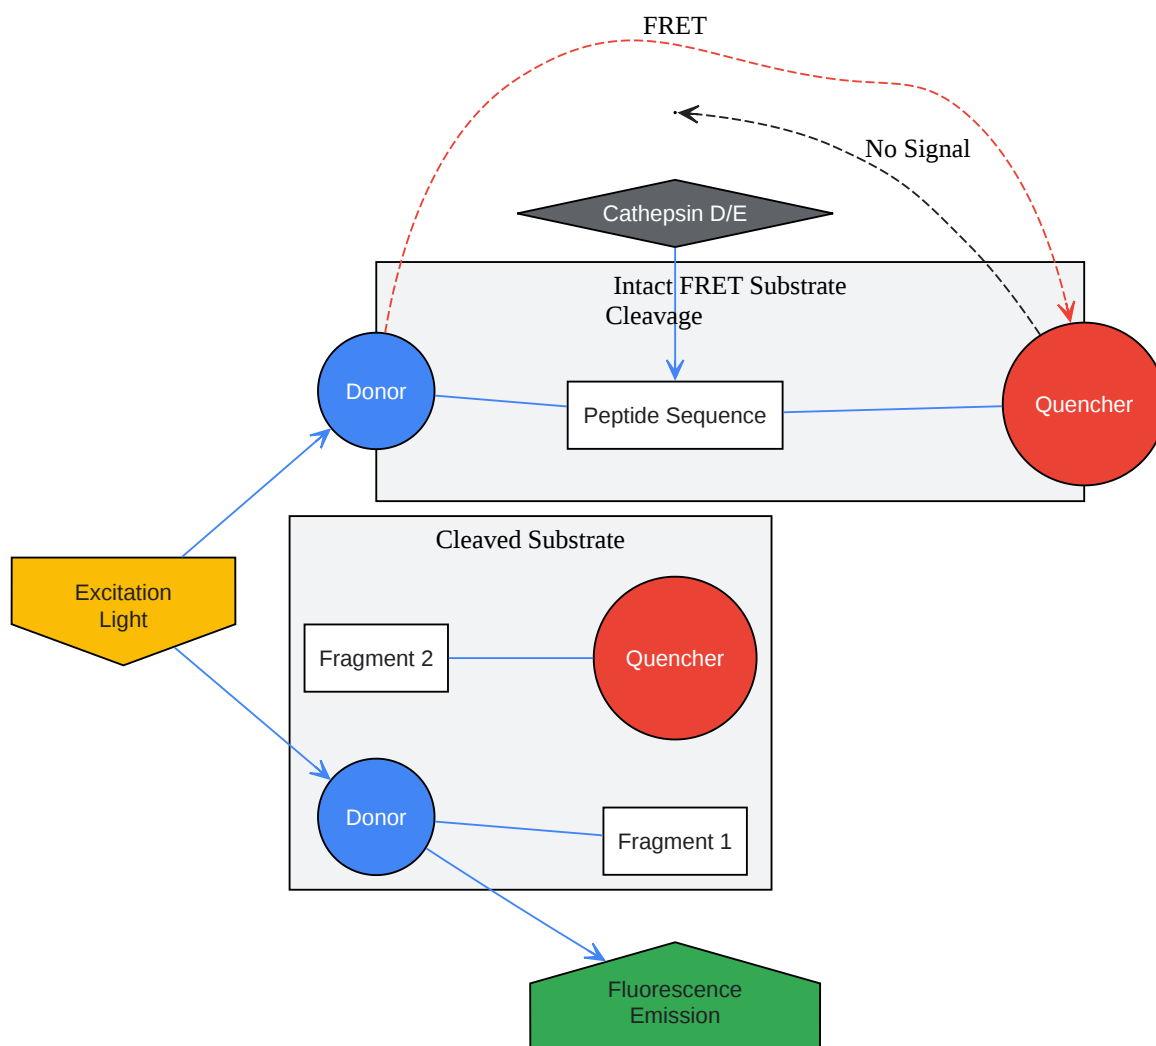 FRET
No Signal
Cathepsin D/E
Intact FRET Substrate
Cleavage
Donor
Peptide Sequence
Quencher
Cleaved Substrate
Excitation
Light
Fragment 2
Quencher
Donor
Fragment 1
Fluorescence
Emission